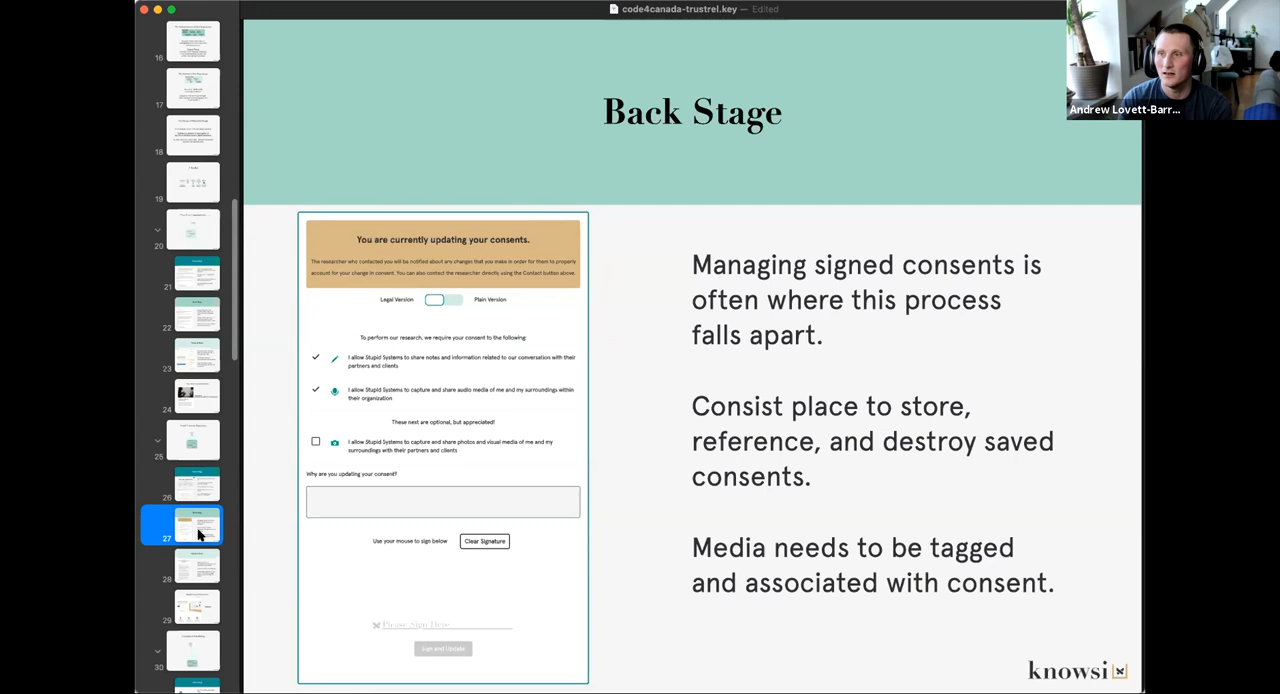 code4canada-trustrel.key — Edited
Andrew Lovett-Barr...
16
17
18
19
20
21
22
23
24
25
26
27
28
29
30
Back Stage
You are currently updating your consents.
The researcher who contacted you will be notified about any changes that you make in order for them to properly
account for your change in consent. You can also contact the researcher directly using the Contact button above.
Legal Version
Plain Version
To perform our research, we require your consent to the following:
I allow Stupid Systems to share notes and information related to our conversation with their
partners and clients
I allow Stupid Systems to capture and share audio media of me and my surroundings within
their organization
These next are optional, but appreciated!
I allow Stupid Systems to capture and share photos and visual media of me and my
surroundings with their partners and clients
Why are you updating your consent?
Use your mouse to sign below
Clear Signature
Please Sign Here
Sign and Update
Managing signed consents is
often where this process
falls apart.
Consist place to store,
reference, and destroy saved
consents.
Media needs to be tagged
and associated with consent.
knowsi